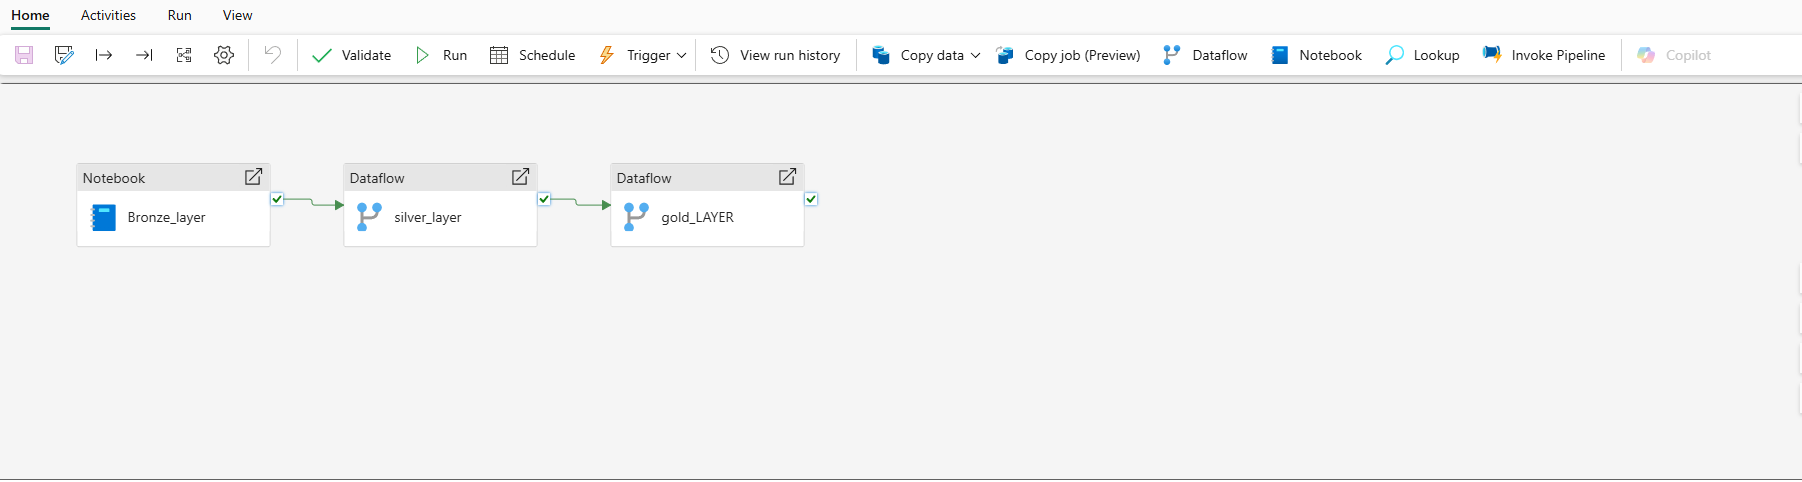 Home Activities Run View
Validate Run Schedule Trigger View run history Copy data Copy job (Preview) Dataflow Notebook Lookup Invoke Pipeline Copilot
Notebook Dataflow Dataflow
Bronze_layer silver_layer gold_LAYER